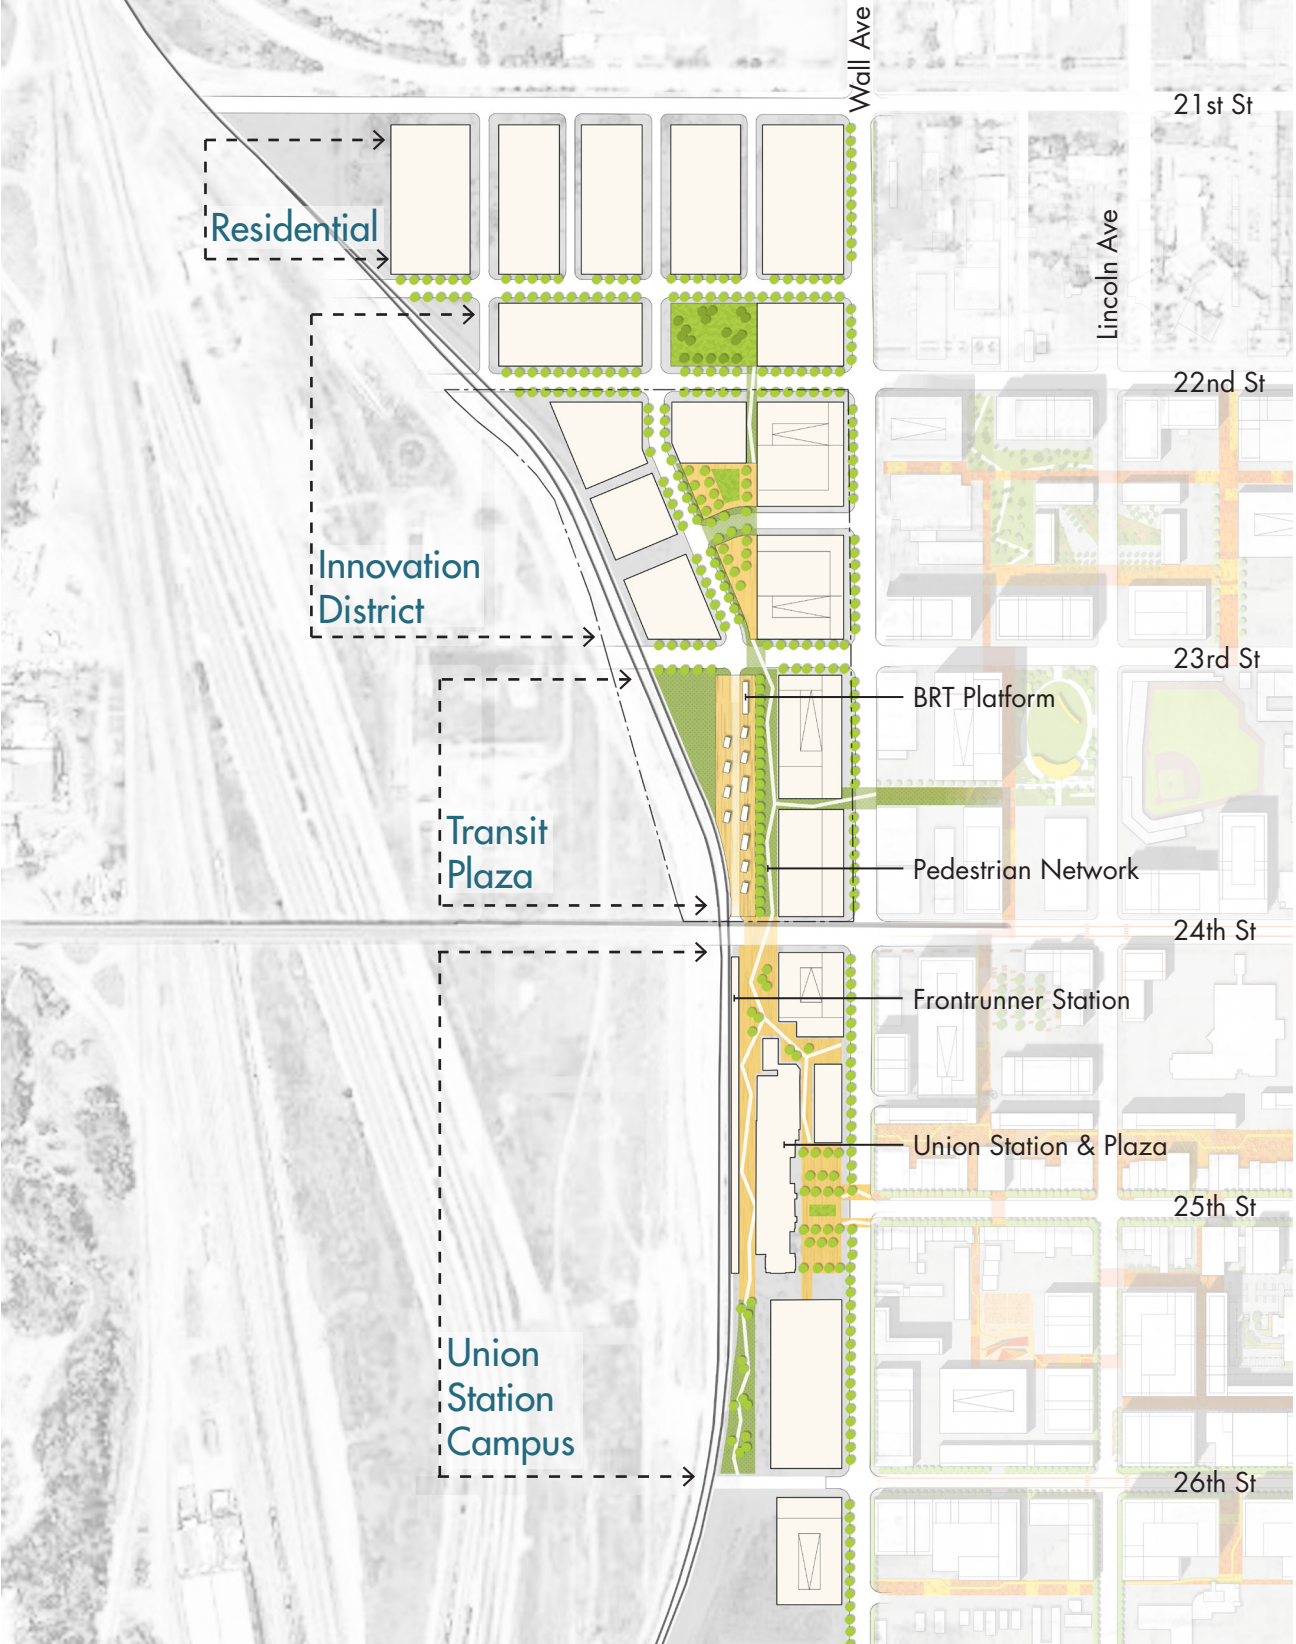 Wall Ave
21st St
Residential
Lincoln Ave
22nd St
Innovation
District
23rd St
BRT Platform
Transit
Plaza
Pedestrian Network
24th St
Frontrunner Station
Union Station & Plaza
25th St
Union
Station
Campus
26th St